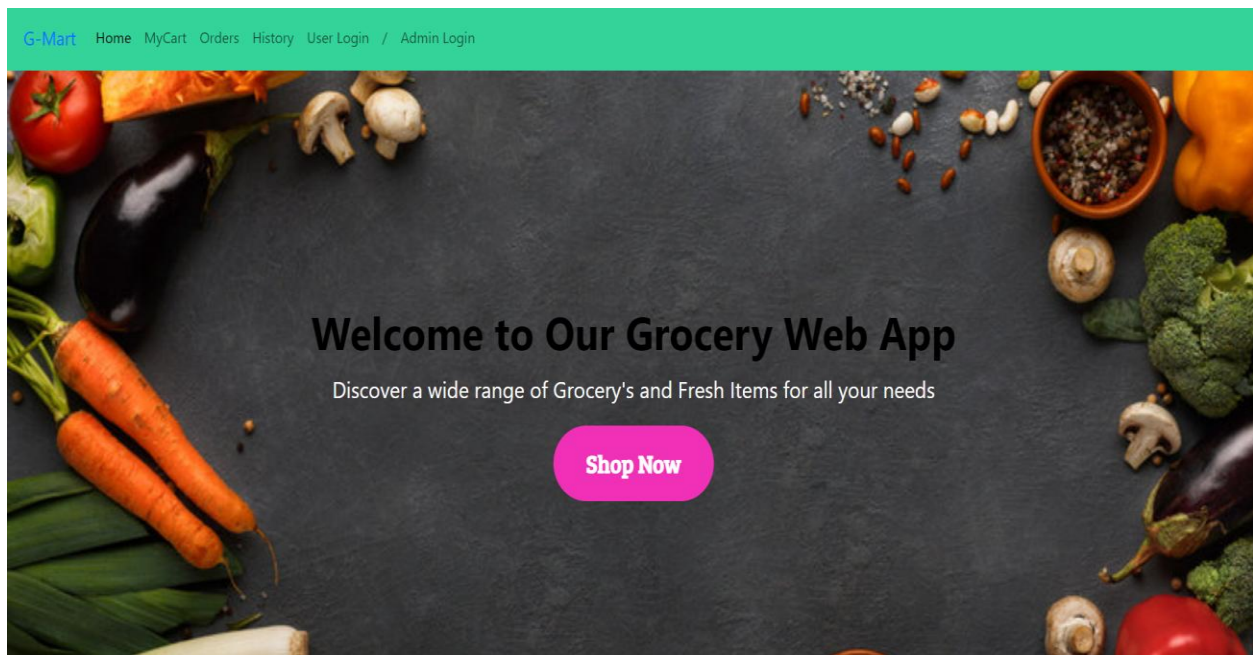 G-Mart Home MyCart Orders History User Login / Admin Login
Welcome to Our Grocery Web App
Discover a wide range of Grocery's and Fresh Items for all your needs
Shop Now